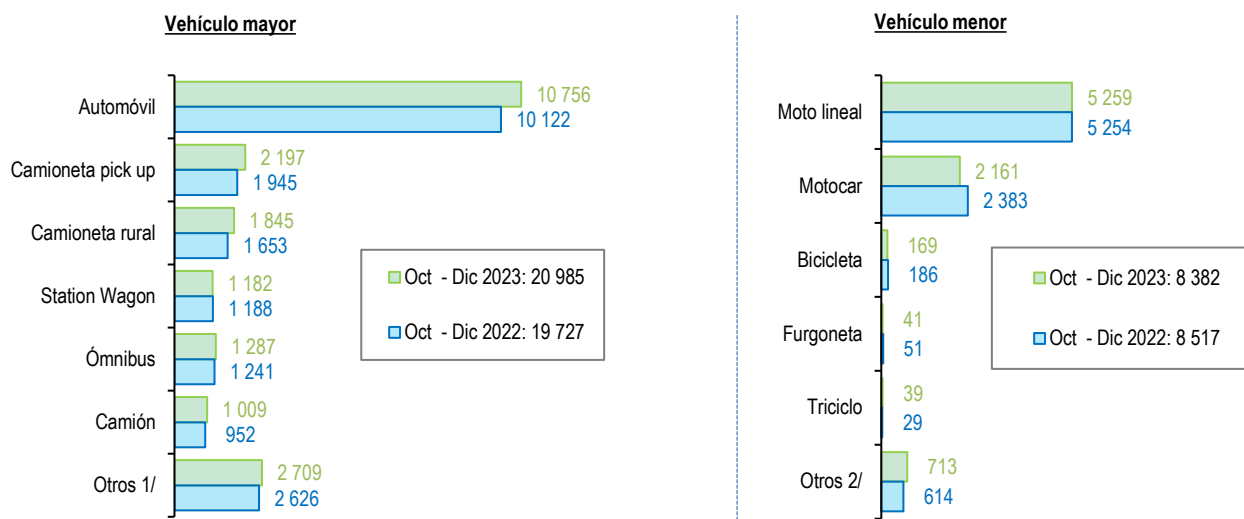 Vehículo mayor
Automóvil
10 756
10 122
Camioneta pick up
2 197
1 945
Camioneta rural
1 845
1 653
Station Wagon
1 182
1 188
Ómnibus
1 287
1 241
Camión
1 009
952
Otros 1/
2 709
2 626
Oct - Dic 2023: 20 985
Oct - Dic 2022: 19 727
Vehículo menor
Moto lineal
5 259
5 254
Motocar
2 161
2 383
Bicicleta
169
186
Furgoneta
41
51
Triciclo
39
29
Otros 2/
713
614
Oct - Dic 2023: 8 382
Oct - Dic 2022: 8 517